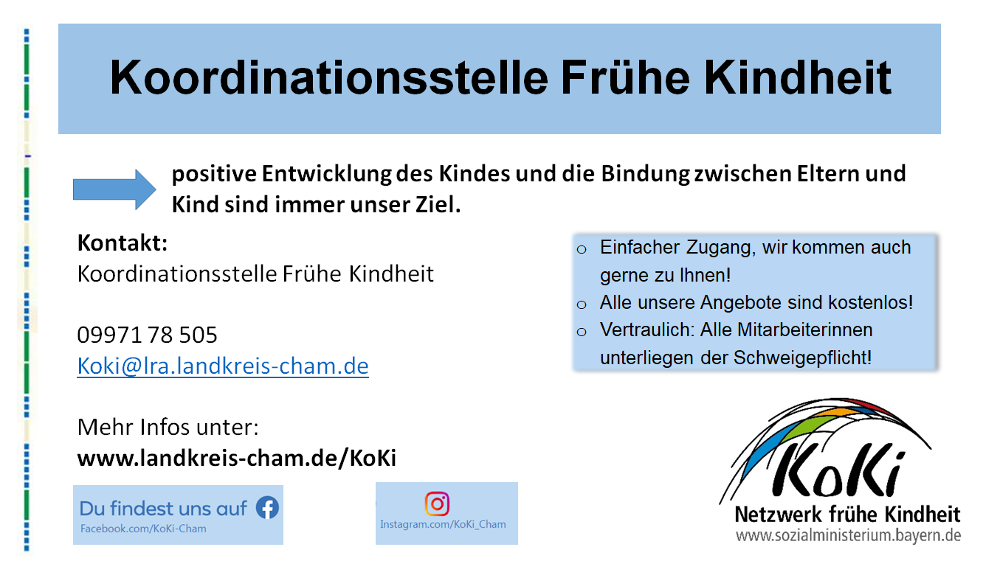 Koordinationsstelle Frühe Kindheit
positive Entwicklung des Kindes und die Bindung zwischen Eltern und
Kind sind immer unser Ziel.
Kontakt:
Koordinationsstelle Frühe Kindheit
09971 78 505
Koki@lra.landkreis-cham.de
Mehr Infos unter:
www.landkreis-cham.de/KoKi
Du findest uns auf
Facebook.com/KoKi-Cham
Instagram.com/KoKi_Cham
o Einfacher Zugang, wir kommen auch
gerne zu Ihnen!
o Alle unsere Angebote sind kostenlos!
o Vertraulich: Alle Mitarbeiterinnen
unterliegen der Schweigepflicht!
KoKi
Netzwerk frühe Kindheit
www.sozialministerium.bayern.de